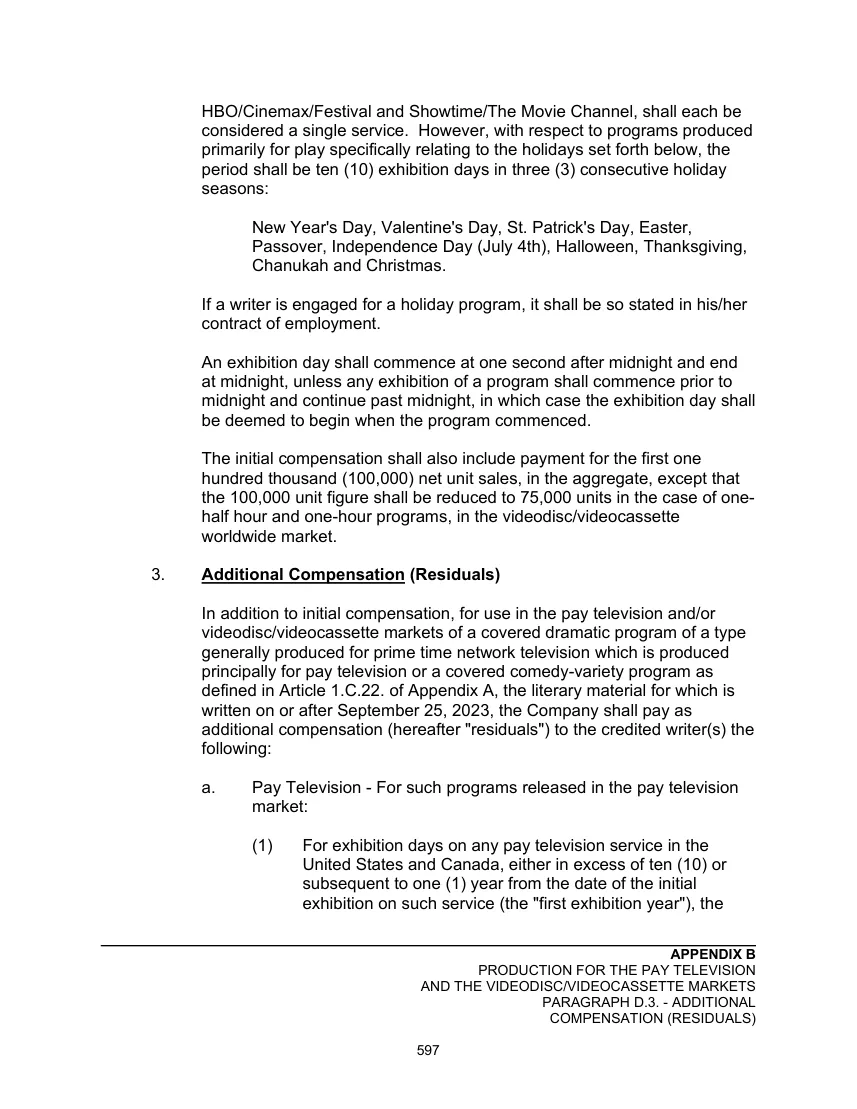 HBO/Cinemax/Festival and Showtime/The Movie Channel, shall each be
considered a single service.  However, with respect to programs produced
primarily for play specifically relating to the holidays set forth below, the
period shall be ten (10) exhibition days in three (3) consecutive holiday
seasons:
New Year's Day, Valentine's Day, St. Patrick's Day, Easter,
Passover, Independence Day (July 4th), Halloween, Thanksgiving,
Chanukah and Christmas.
If a writer is engaged for a holiday program, it shall be so stated in his/her
contract of employment.
An exhibition day shall commence at one second after midnight and end
at midnight, unless any exhibition of a program shall commence prior to
midnight and continue past midnight, in which case the exhibition day shall
be deemed to begin when the program commenced.
The initial compensation shall also include payment for the first one
hundred thousand (100,000) net unit sales, in the aggregate, except that
the 100,000 unit figure shall be reduced to 75,000 units in the case of one-
half hour and one-hour programs, in the videodisc/videocassette
worldwide market.
3. Additional Compensation (Residuals)
In addition to initial compensation, for use in the pay television and/or
videodisc/videocassette markets of a covered dramatic program of a type
generally produced for prime time network television which is produced
principally for pay television or a covered comedy-variety program as
defined in Article 1.C.22. of Appendix A, the literary material for which is
written on or after September 25, 2023, the Company shall pay as
additional compensation (hereafter "residuals") to the credited writer(s) the
following:
a. Pay Television - For such programs released in the pay television
market:
(1) For exhibition days on any pay television service in the
United States and Canada, either in excess of ten (10) or
subsequent to one (1) year from the date of the initial
exhibition on such service (the "first exhibition year"), the
APPENDIX B
PRODUCTION FOR THE PAY TELEVISION
AND THE VIDEODISC/VIDEOCASSETTE MARKETS
PARAGRAPH D.3. - ADDITIONAL
COMPENSATION (RESIDUALS)
597